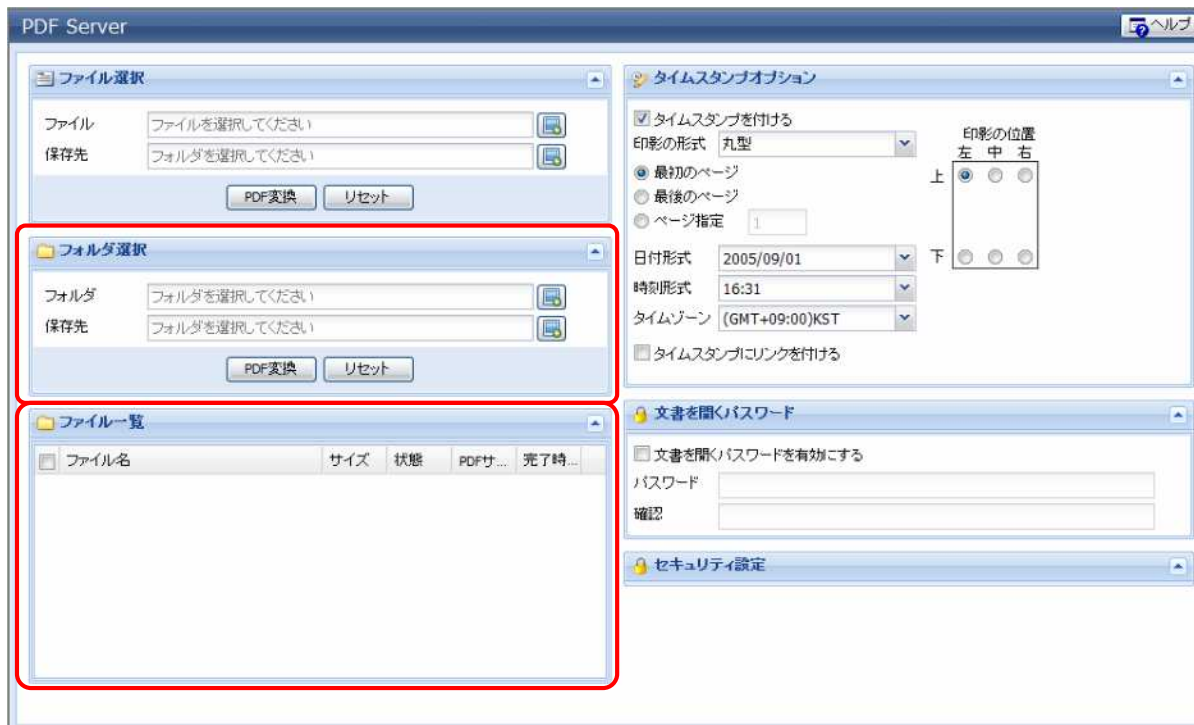 PDF Server
ヘルプ
ファイル選択
ファイル ファイルを選択してください
保存先 フォルダを選択してください
PDF変換 リセット
フォルダ選択
フォルダ フォルダを選択してください
保存先 フォルダを選択してください
PDF変換 リセット
ファイル一覧
ファイル名 サイズ 状態 PDFサ... 完了時...
タイムスタンプオプション
タイムスタンプを付ける
印影の形式 丸型
最初のページ
最後のページ
ページ指定 1
印影の位置
左 中 右
上
下
日付形式 2005/09/01
時刻形式 16:31
タイムゾーン (GMT+09:00)KST
タイムスタンプにリンクを付ける
文書を開くパスワード
文書を開くパスワードを有効にする
パスワード
確認
セキュリティ設定